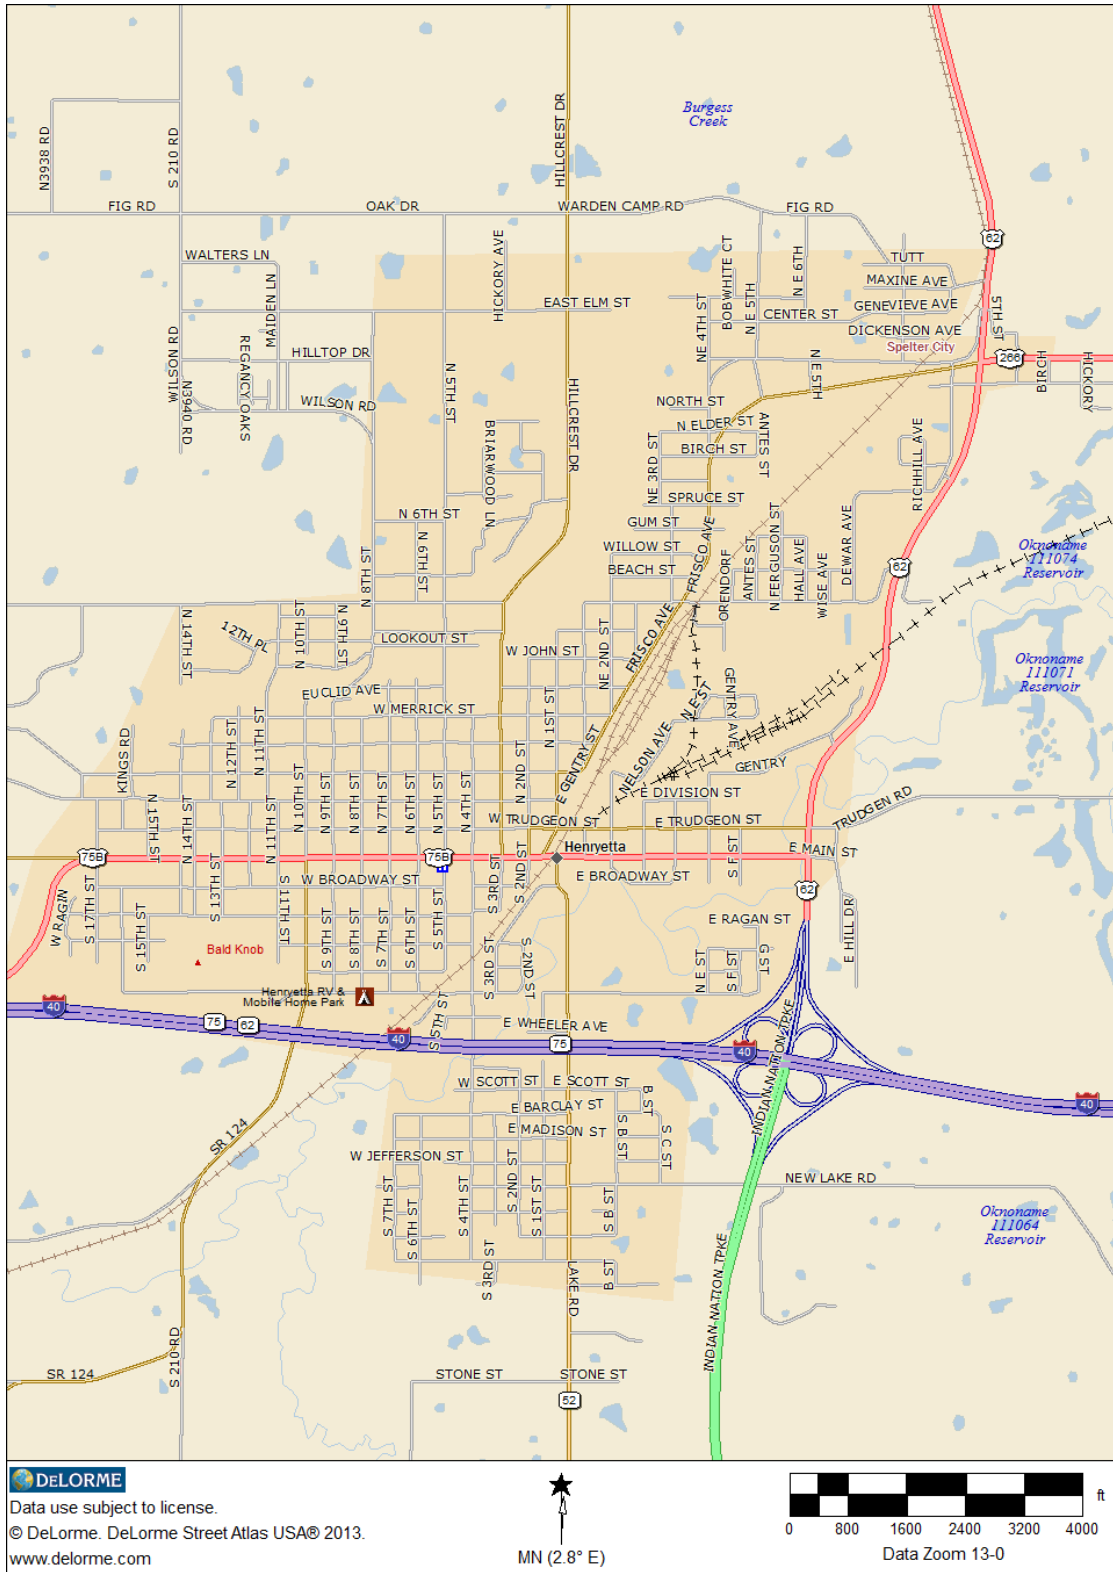 Burgess
Creek
N3938 RD
S 210 RD
HILLCREST DR
FIG RD
OAK DR
WARDEN CAMP RD
FIG RD
62
WALTERS LN
MAIDEN LN
HICKORY AVE
BOBWHITE CT
N E 5TH
N E 6TH
TUTT
MAXINE AVE
EAST ELM ST
NE 4TH ST
CENTER ST
GENEVIEVE AVE
DICKENSON AVE
Spelter City
5TH ST
266
BIRCH
HICKORY
WILSON RD
REGANCY OAKS
HILLTOP DR
N 5TH ST
N E 5TH
N3940 RD
WILSON RD
HILLCREST DR
NORTH ST
N ELDER ST
BIRCH ST
ANTES ST
BRIARWOOD LN
NE 3RD ST
RICHHILL AVE
SPRUCE ST
N 6TH ST
GUM ST
FRISCO AVE
WILLOW ST
BEACH ST
N 6TH ST
N 8TH ST
ORENDORF
ANTES ST
N FERGUSON ST
HALL AVE
WISE AVE
DEWAR AVE
62
Oknoname
111074
Reservoir
N 14TH ST
12TH PL
N 10TH ST
N 9TH ST
LOOKOUT ST
W JOHN ST
NE 2ND ST
FRISCO AVE
Oknoname
111071
Reservoir
EUCLID AVE
W MERRICK ST
N 1ST ST
N E ST
GENTRY AVE
KINGS RD
N 12TH ST
N 11TH ST
N 2ND ST
E GENTRY ST
NELSON AVE
GENTRY
E DIVISION ST
N 15TH ST
N 14TH ST
N 11TH ST
N 10TH ST
N 9TH ST
N 8TH ST
N 7TH ST
N 6TH ST
N 5TH ST
N 4TH ST
W TRUDGEON ST
E TRUDGEON ST
TRUDGEN RD
75B
75B
Henryetta
S F ST
E MAIN ST
W BROADWAY ST
E BROADWAY ST
62
W RAGIN
S 17TH ST
S 15TH ST
S 13TH ST
S 11TH ST
S 6TH ST
S 8TH ST
S 7TH ST
S 6TH ST
S 5TH ST
S 3RD ST
S 2ND ST
E RAGAN ST
E HILL DR
Bald Knob
S 3RD ST
S 2ND ST
N E ST
S F ST
G ST
Henryetta RV &
Mobile Home Park
40
75
62
40
S 5TH ST
E WHEELER AVE
75
40
INDIAN NATION TPKE
40
W SCOTT ST
E SCOTT ST
B ST
E BARCLAY ST
E MADISON ST
S B ST
S C ST
SR 124
W JEFFERSON ST
NEW LAKE RD
S 7TH ST
S 6TH ST
S 4TH ST
S 2ND ST
S 1ST ST
S B ST
Oknoname
111064
Reservoir
S 3RD ST
LAKE RD
B ST
INDIAN NATION TPKE
SR 124
S 210 RD
STONE ST
STONE ST
52
DELORME
Data use subject to license.
© DeLorme. DeLorme Street Atlas USA® 2013.
www.delorme.com
MN (2.8° E)
ft
0 800 1600 2400 3200 4000
Data Zoom 13-0